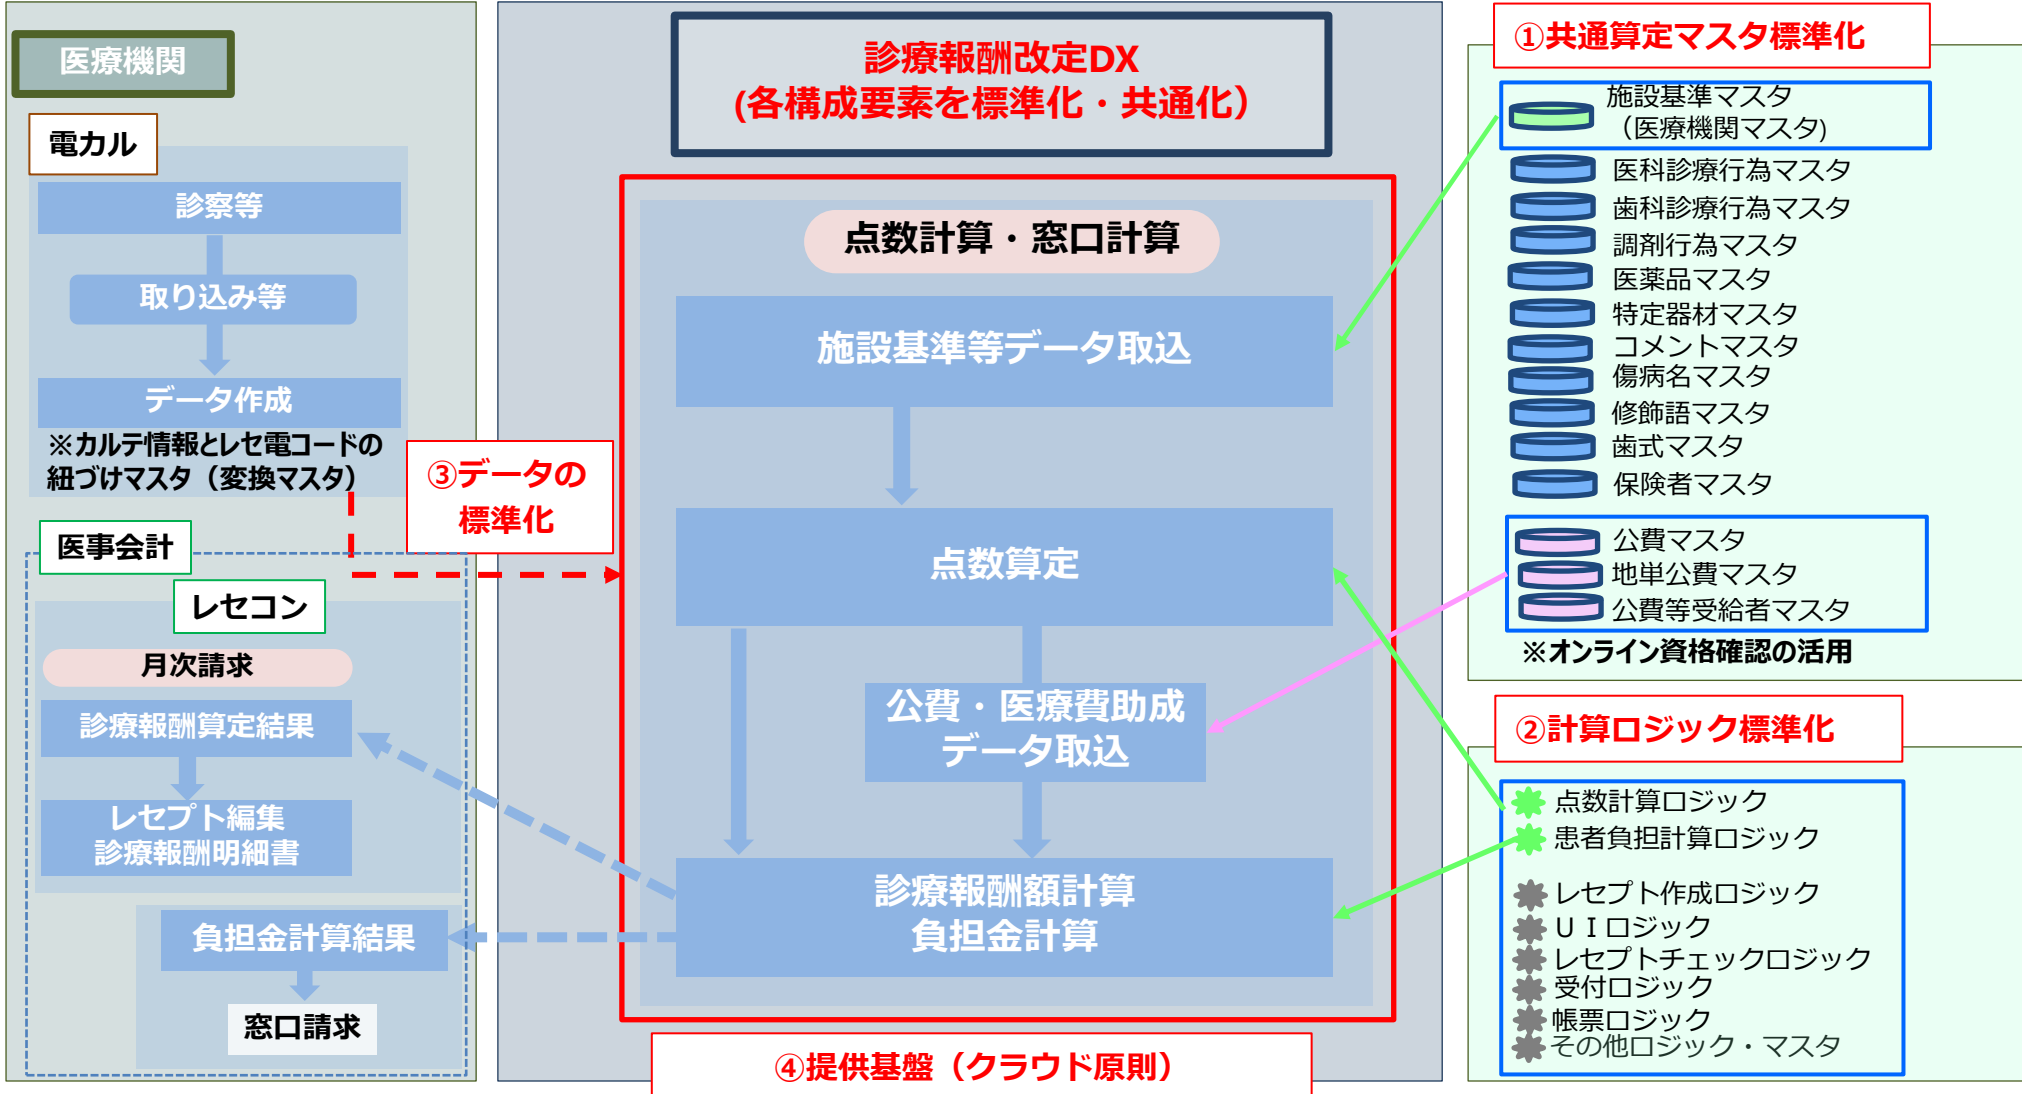 医療機関
電カル
診察等
取り込み等
データ作成
※カルテ情報とレセ電コードの
紐づけマスタ（変換マスタ）
医事会計
レセコン
月次請求
診療報酬算定結果
レセプト編集
診療報酬明細書
負担金計算結果
窓口請求
③データの
標準化
診療報酬改定DX
(各構成要素を標準化・共通化）
点数計算・窓口計算
施設基準等データ取込
点数算定
公費・医療費助成
データ取込
診療報酬額計算
負担金計算
④提供基盤（クラウド原則）
①共通算定マスタ標準化
施設基準マスタ
（医療機関マスタ)
医科診療行為マスタ
歯科診療行為マスタ
調剤行為マスタ
医薬品マスタ
特定器材マスタ
コメントマスタ
傷病名マスタ
修飾語マスタ
歯式マスタ
保険者マスタ
公費マスタ
地単公費マスタ
公費等受給者マスタ
※オンライン資格確認の活用
②計算ロジック標準化
点数計算ロジック
患者負担計算ロジック
レセプト作成ロジック
ＵＩロジック
レセプトチェックロジック
受付ロジック
帳票ロジック
その他ロジック・マスタ